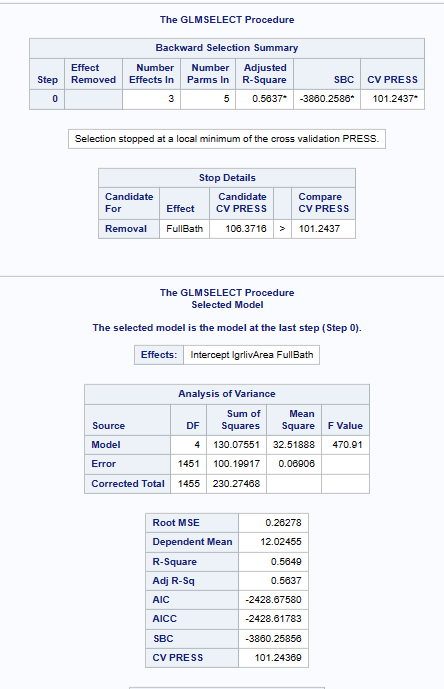 The GLMSELECT Procedure
Backward Selection Summary
Step Effect Removed Number Effects In Number Parms In Adjusted R-Square SBC CV PRESS
0 3 5 0.5637* -3860.2586* 101.2437*
Selection stopped at a local minimum of the cross validation PRESS.
Stop Details
Candidate For Effect Candidate CV PRESS Compare CV PRESS
Removal FullBath 106.3716 > 101.2437
The GLMSELECT Procedure
Selected Model
The selected model is the model at the last step (Step 0).
Effects: Intercept lgrlivArea FullBath
Analysis of Variance
Source DF Sum of Squares Mean Square F Value
Model 4 130.07551 32.51888 470.91
Error 1451 100.19917 0.06906
Corrected Total 1455 230.27468
Root MSE 0.26278
Dependent Mean 12.02455
R-Square 0.5649
Adj R-Sq 0.5637
AIC -2428.67580
AICC -2428.61783
SBC -3860.25856
CV PRESS 101.24369